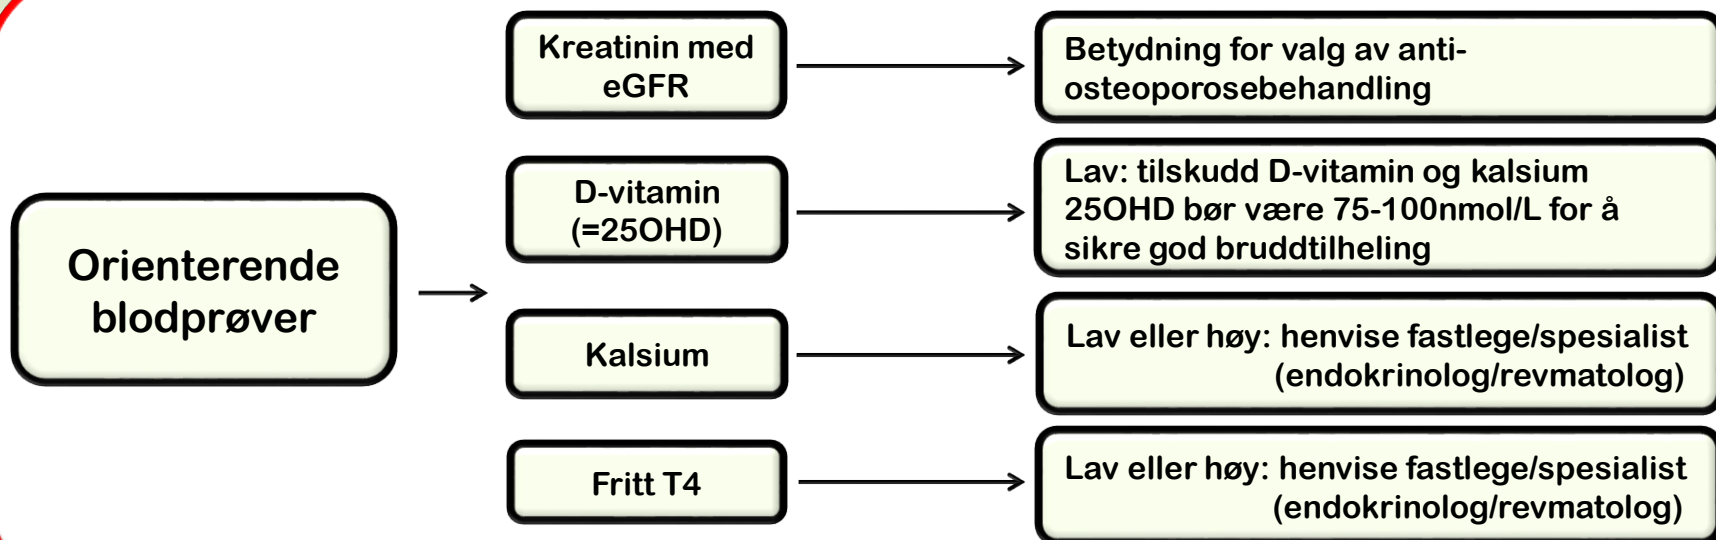 Orienterende
blodprøver
Kreatinin med
eGFR
Betydning for valg av anti-
osteoporosebehandling
D-vitamin
(=25OHD)
Lav: tilskudd D-vitamin og kalsium
25OHD bør være 75-100nmol/L for å
sikre god bruddtilheling
Kalsium
Lav eller høy: henvise fastlege/spesialist
(endokrinolog/revmatolog)
Fritt T4
Lav eller høy: henvise fastlege/spesialist
(endokrinolog/revmatolog)